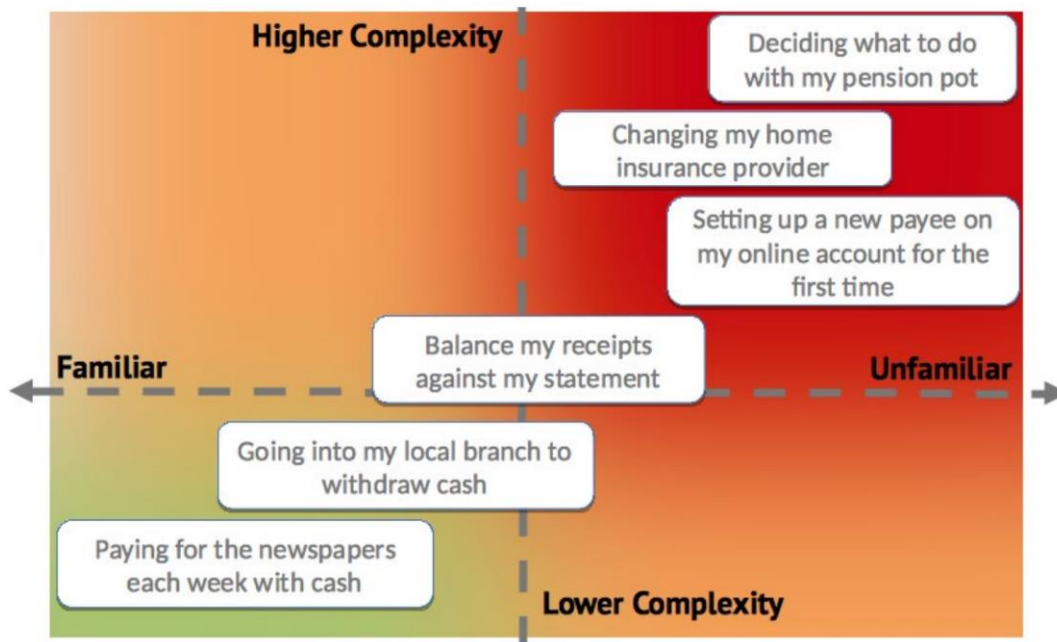 Higher Complexity
Deciding what to do
with my pension pot
Changing my home
insurance provider
Setting up a new payee on
my online account for the
first time
Balance my receipts
against my statement
Familiar
Unfamiliar
Going into my local branch to
withdraw cash
Paying for the newspapers
each week with cash
Lower Complexity